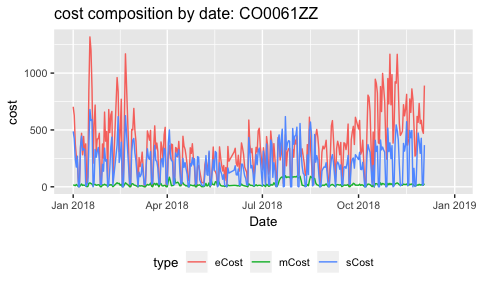 cost composition by date: CO0061ZZ
1000
500
0
cost
Jan 2018 Apr 2018 Jul 2018 Oct 2018 Jan 2019
Date
type eCost mCost sCost